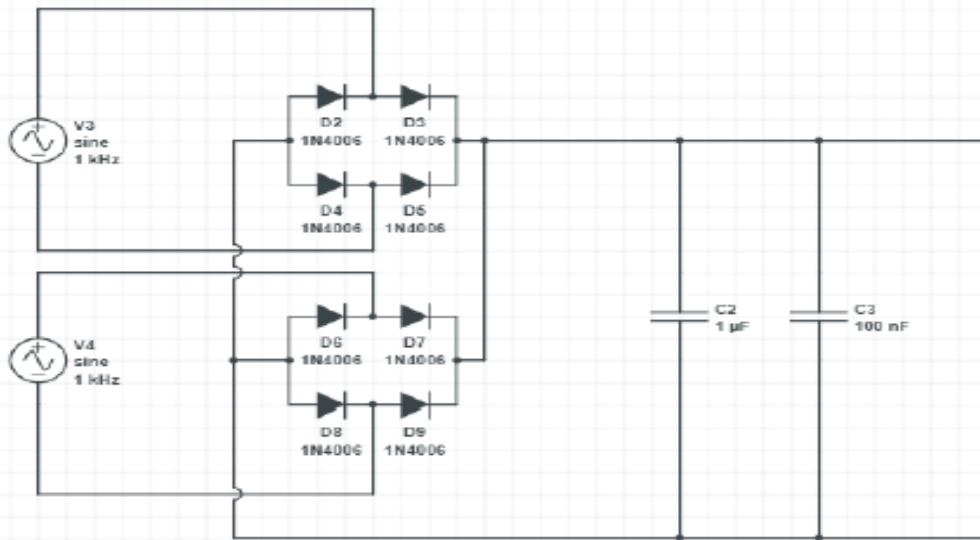 V3
sine
1 kHz
D2
1N4006
D3
1N4006
D4
1N4006
D5
1N4006
V4
sine
1 kHz
D6
1N4006
D7
1N4006
D8
1N4006
D9
1N4006
C2
1 µF
C3
100 nF